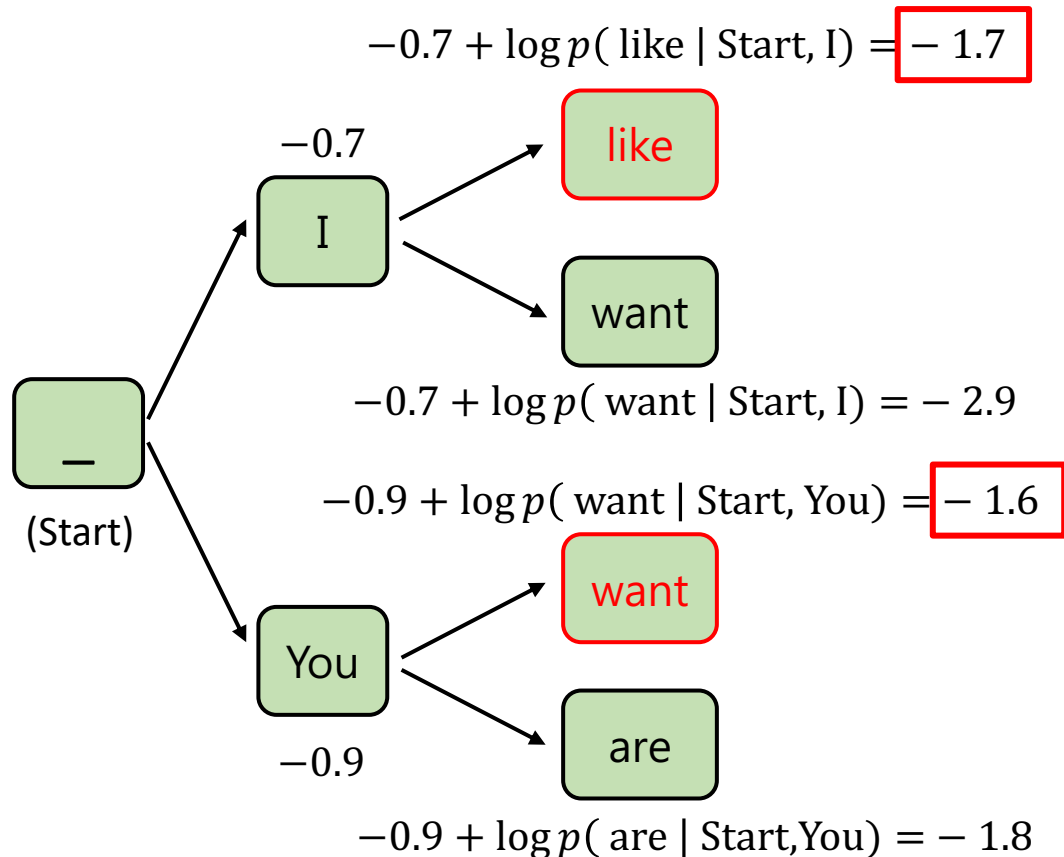 −0.7 + log p( like | Start, I) = − 1.7
−0.7
like
I
want
−0.7 + log p( want | Start, I) = − 2.9
_
(Start)
−0.9 + log p( want | Start, You) = − 1.6
want
You
are
−0.9
−0.9 + log p( are | Start,You) = − 1.8